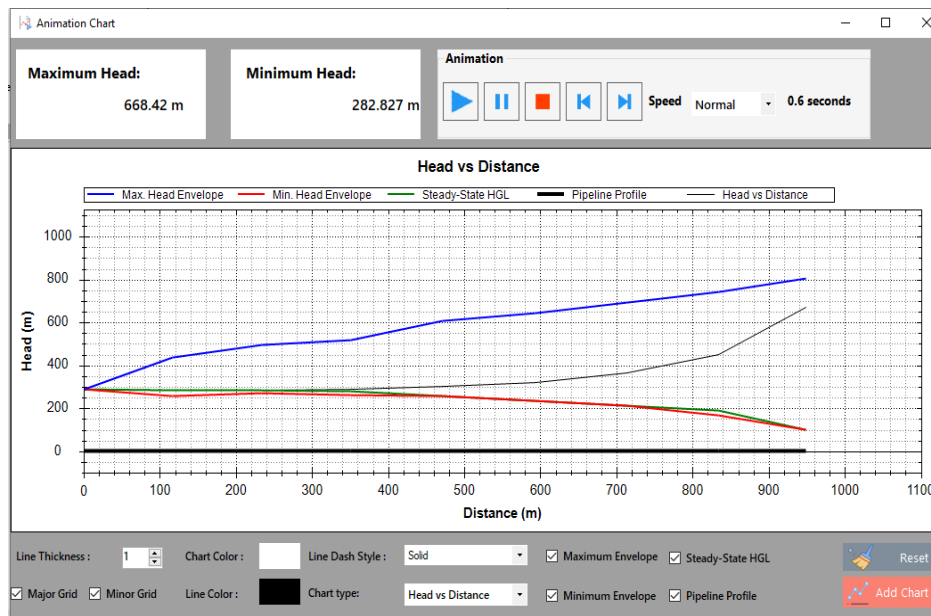 Animation Chart
Maximum Head:
668.42 m
Minimum Head:
282.827 m
Animation
Speed
Normal
0.6 seconds
Head vs Distance
Max. Head Envelope
Min. Head Envelope
Steady-State HGL
Pipeline Profile
Head vs Distance
Head (m)
1000
800
600
400
200
0
0 100 200 300 400 500 600 700 800 900 1000 1100
Distance (m)
Line Thickness : 1
Chart Color :
Line Dash Style : Solid
Maximum Envelope
Steady-State HGL
Reset
Major Grid
Minor Grid
Line Color :
Chart type: Head vs Distance
Minimum Envelope
Pipeline Profile
Add Chart